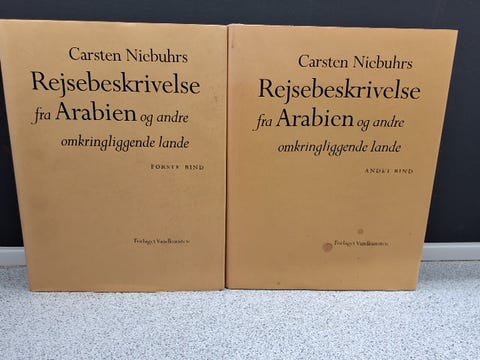 Carsten Niebuhrs
Rejsebeskrivelse
fra Arabien og andre
omkringliggende lande
FØRSTE BIND
Forlaget Vandkunsten
Carsten Niebuhrs
Rejsebeskrivelse
fra Arabien og andre
omkringliggende lande
ANDET BIND
Forlaget Vandkunsten